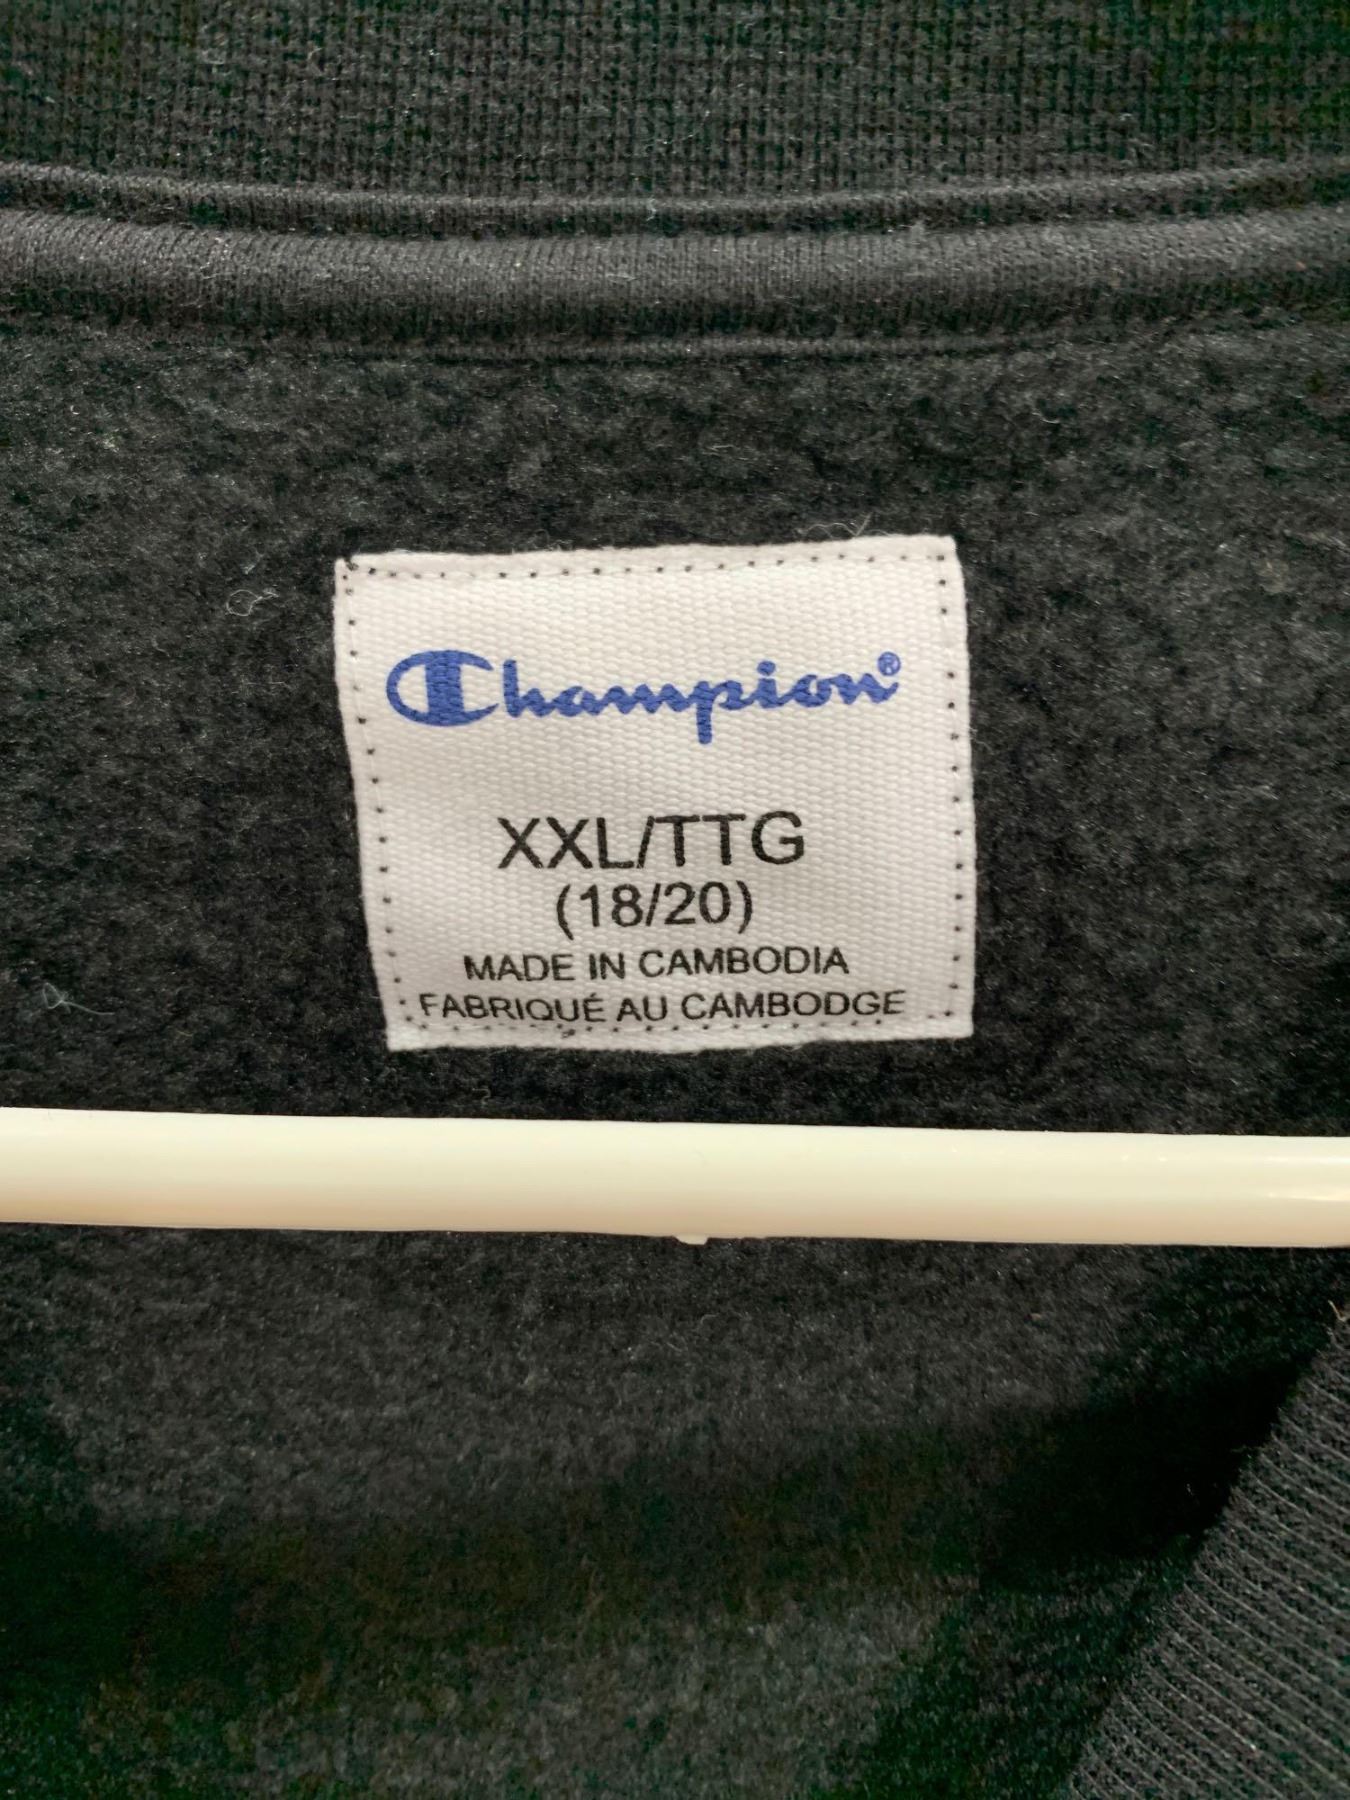 Champion®
XXL/TTG
(18/20)
MADE IN CAMBODIA
FABRIQUÉ AU CAMBODGE